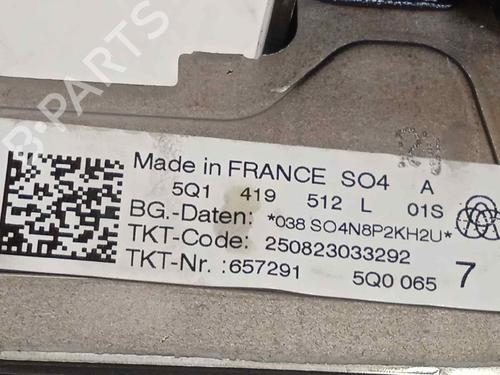 B-PARTS
Made in FRANCE SO4 A
5Q1 419 512 L 01S
BG.-Daten: *038 SO4N8P2KH2U*
TKT-Code: 250823033292
TKT-Nr.:657291 5Q0 065 7